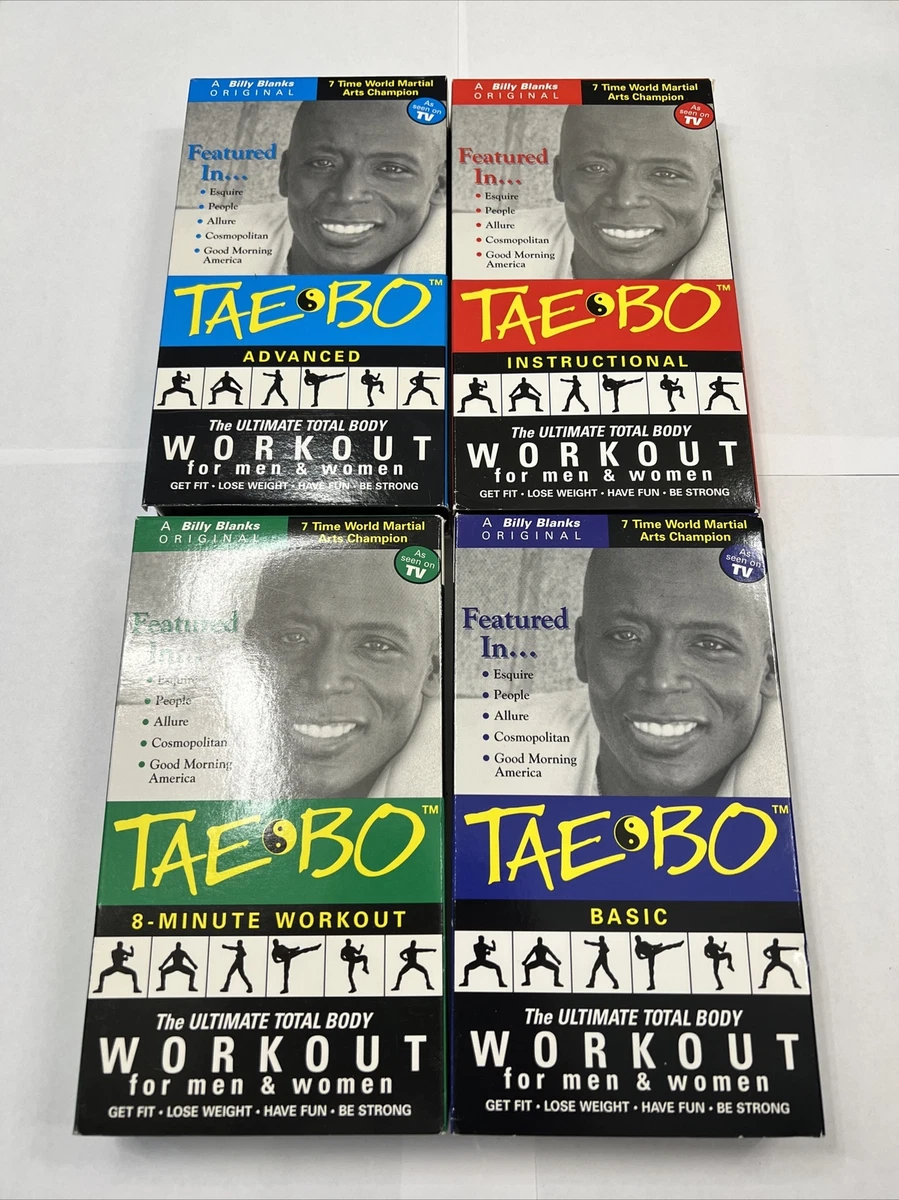 A Billy Blanks
ORIGINAL
7 Time World Martial
Arts Champion
As
seen on
TV
Featured
In...
• Esquire
• People
• Allure
• Cosmopolitan
• Good Morning
America
TAE BO™
ADVANCED
The ULTIMATE TOTAL BODY
WORKOUT
for men & women
GET FIT • LOSE WEIGHT • HAVE FUN • BE STRONG
A Billy Blanks
ORIGINAL
7 Time World Martial
Arts Champion
As
seen on
TV
Featured
In...
• Esquire
• People
• Allure
• Cosmopolitan
• Good Morning
America
TAE BO™
INSTRUCTIONAL
The ULTIMATE TOTAL BODY
WORKOUT
for men & women
GET FIT • LOSE WEIGHT • HAVE FUN • BE STRONG
A Billy Blanks
ORIGINAL
7 Time World Martial
Arts Champion
As
seen on
TV
Featured
In...
• Esquire
• People
• Allure
• Cosmopolitan
• Good Morning
America
TAE BO™
8-MINUTE WORKOUT
The ULTIMATE TOTAL BODY
WORKOUT
for men & women
GET FIT • LOSE WEIGHT • HAVE FUN • BE STRONG
A Billy Blanks
ORIGINAL
7 Time World Martial
Arts Champion
As
seen on
TV
Featured
In...
• Esquire
• People
• Allure
• Cosmopolitan
• Good Morning
America
TAE BO™
BASIC
The ULTIMATE TOTAL BODY
WORKOUT
for men & women
GET FIT • LOSE WEIGHT • HAVE FUN • BE STRONG